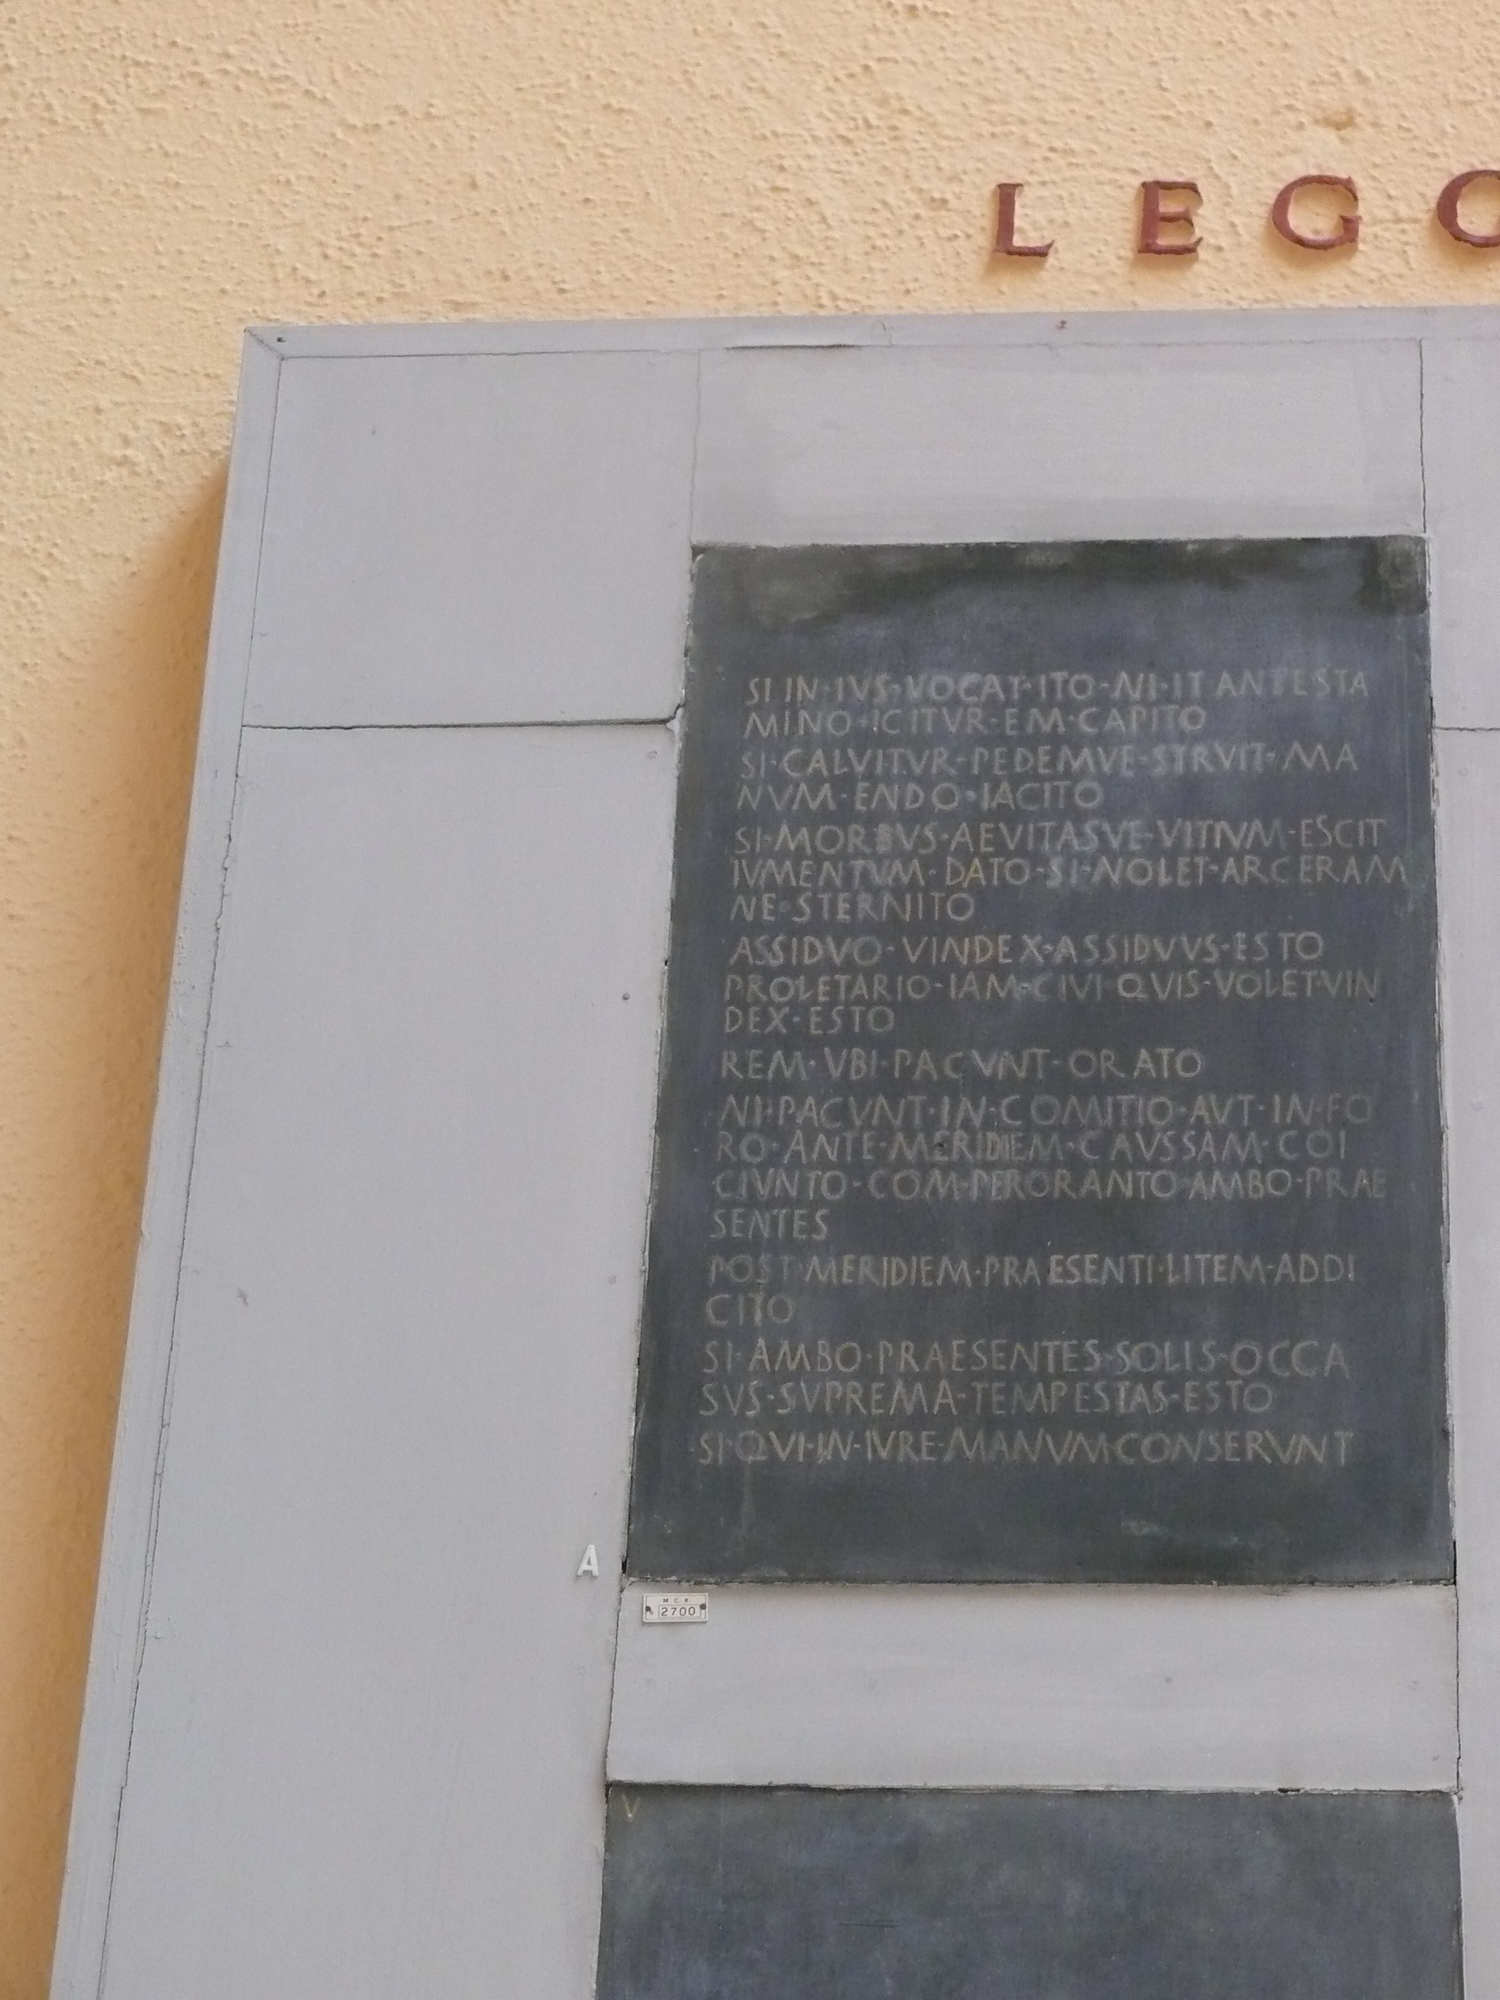 LEGO
SI IN·IVS·VOCAT·ITO·NI·IT ANTESTA
MINO·ICITVR·EM·CAPITO
SI·CALVITVR·PEDEMVE·STRVIT·MA
NVM·ENDO·IACITO
SI·MORBVS·AEVITASVE·VITIVM·ESCIT
IVMENTVM·DATO·SI·NOLET·ARCERAM
NE·STERNITO
ASSIDVO·VINDEX·ASSIDVVS·ESTO
PROLETARIO·IAM·CIVI QVIS·VOLET·VIN
DEX·ESTO
REM·VBI·PACVNT·ORATO
NI·PACVNT·IN·COMITIO·AVT·IN·FO
RO·ANTE·MERIDIEM·CAVSSAM·COI
CIVNTO·COM·PERORANTO·AMBO·PRAE
SENTES
POST·MERIDIEM·PRAESENTI·LITEM·ADDI
CITO
SI·AMBO·PRAESENTES·SOLIS·OCCA
SVS·SVPREMA·TEMPESTAS·ESTO
SI·QVI·IN·IVRE·MANVM·CONSERVNT
A
M.C.R.
2700
V